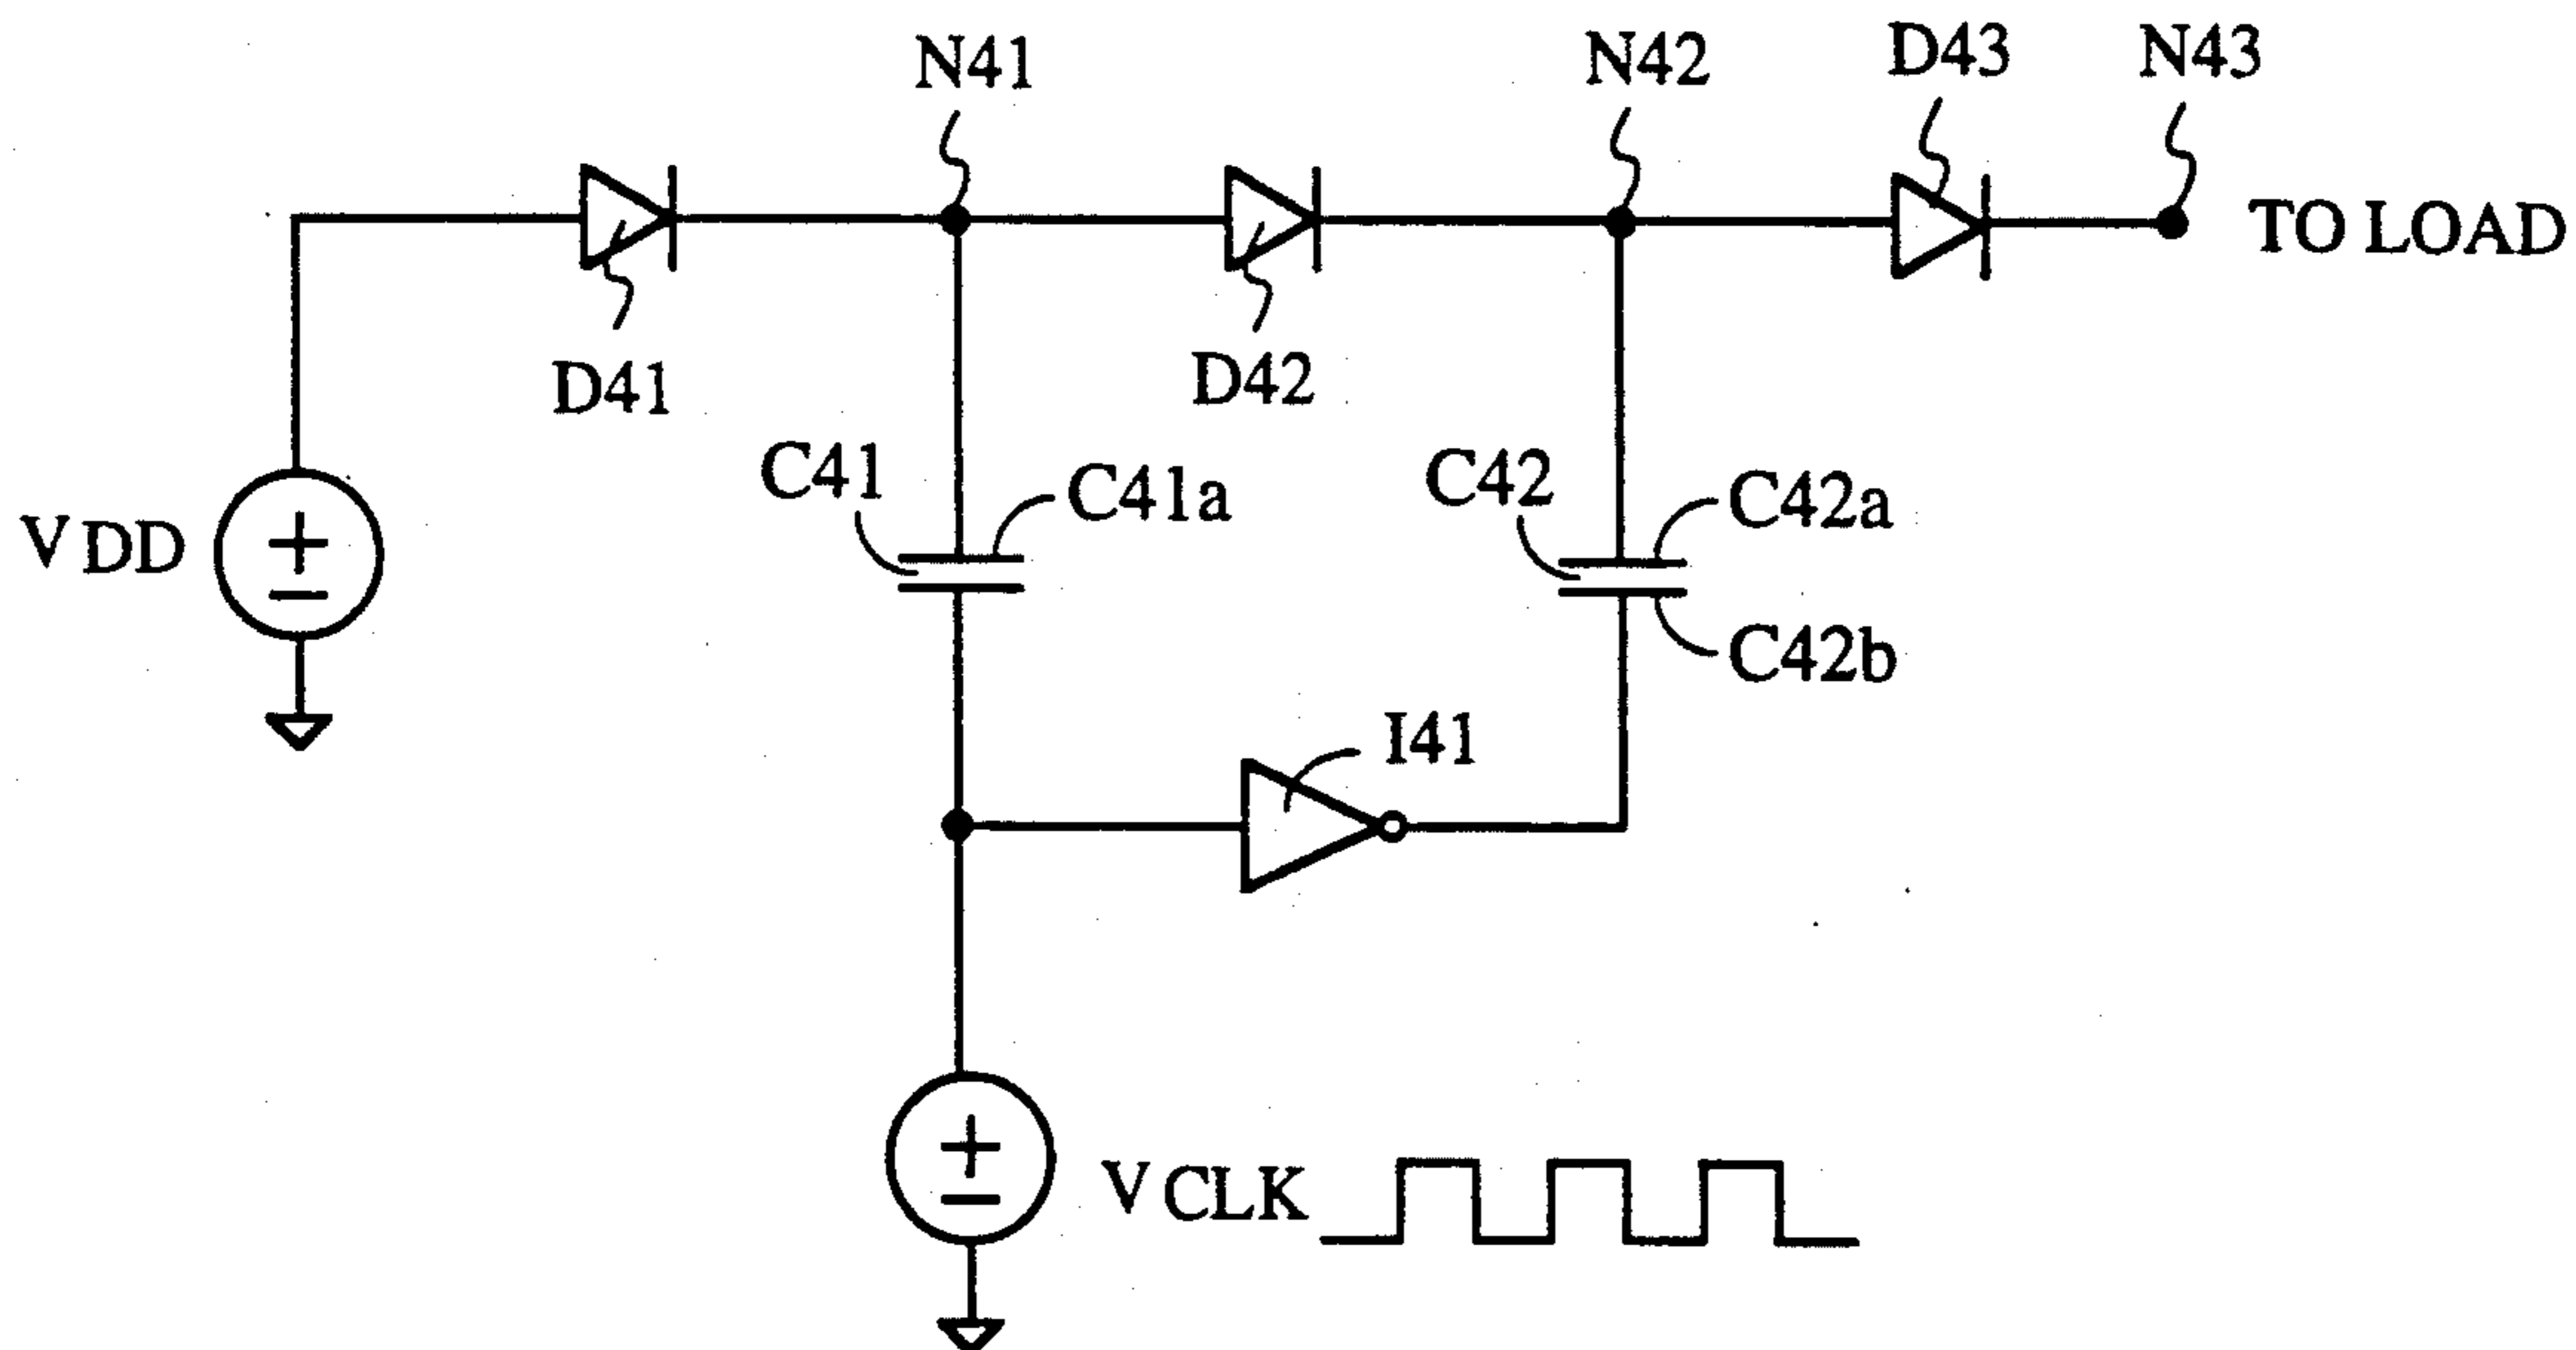 N41
N42
D43
N43
TO LOAD
D41
D42
C41
C41a
C42
C42a
VDD
C42b
I41
VCLK